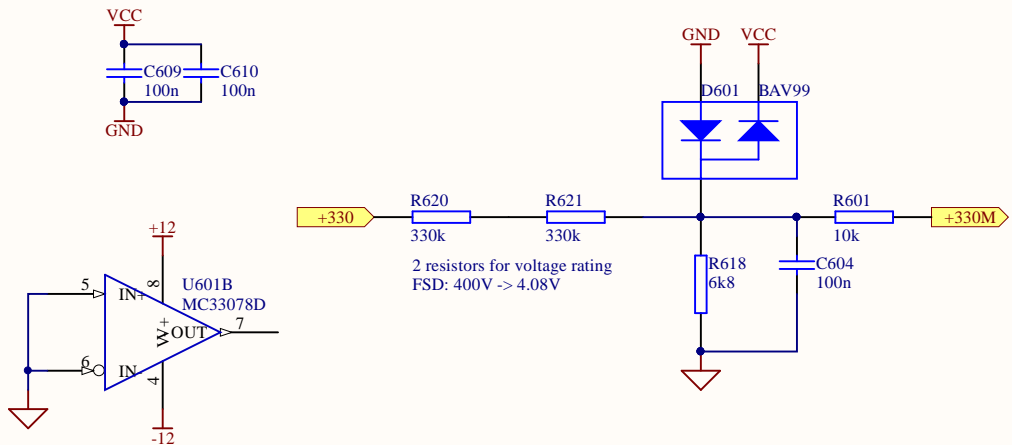 VCC
C609
100n
C610
100n
GND
GND
VCC
D601
BAV99
+330
R620
330k
R621
330k
2 resistors for voltage rating
FSD: 400V -> 4.08V
R618
6k8
C604
100n
R601
10k
+330M
+12
8
U601B
MC33078D
5
IN+
V+
OUT
7
6
IN-
4
-12